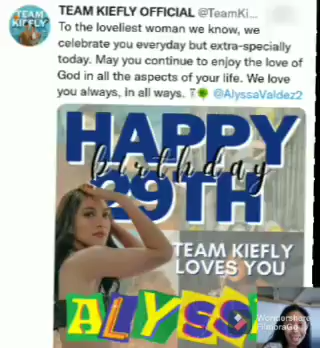 TEAM KIEFLY
TEAM KIEFLY OFFICIAL @TeamKi...
To the loveliest woman we know, we
celebrate you everyday but extra-specially
today. May you continue to enjoy the love of
God in all the aspects of your life. We love
you always, in all ways.
@AlyssaValdez2
HAPPY
birthday
29TH
TEAM KIEFLY
LOVES YOU
ALYSS
Wondershare
Filmora